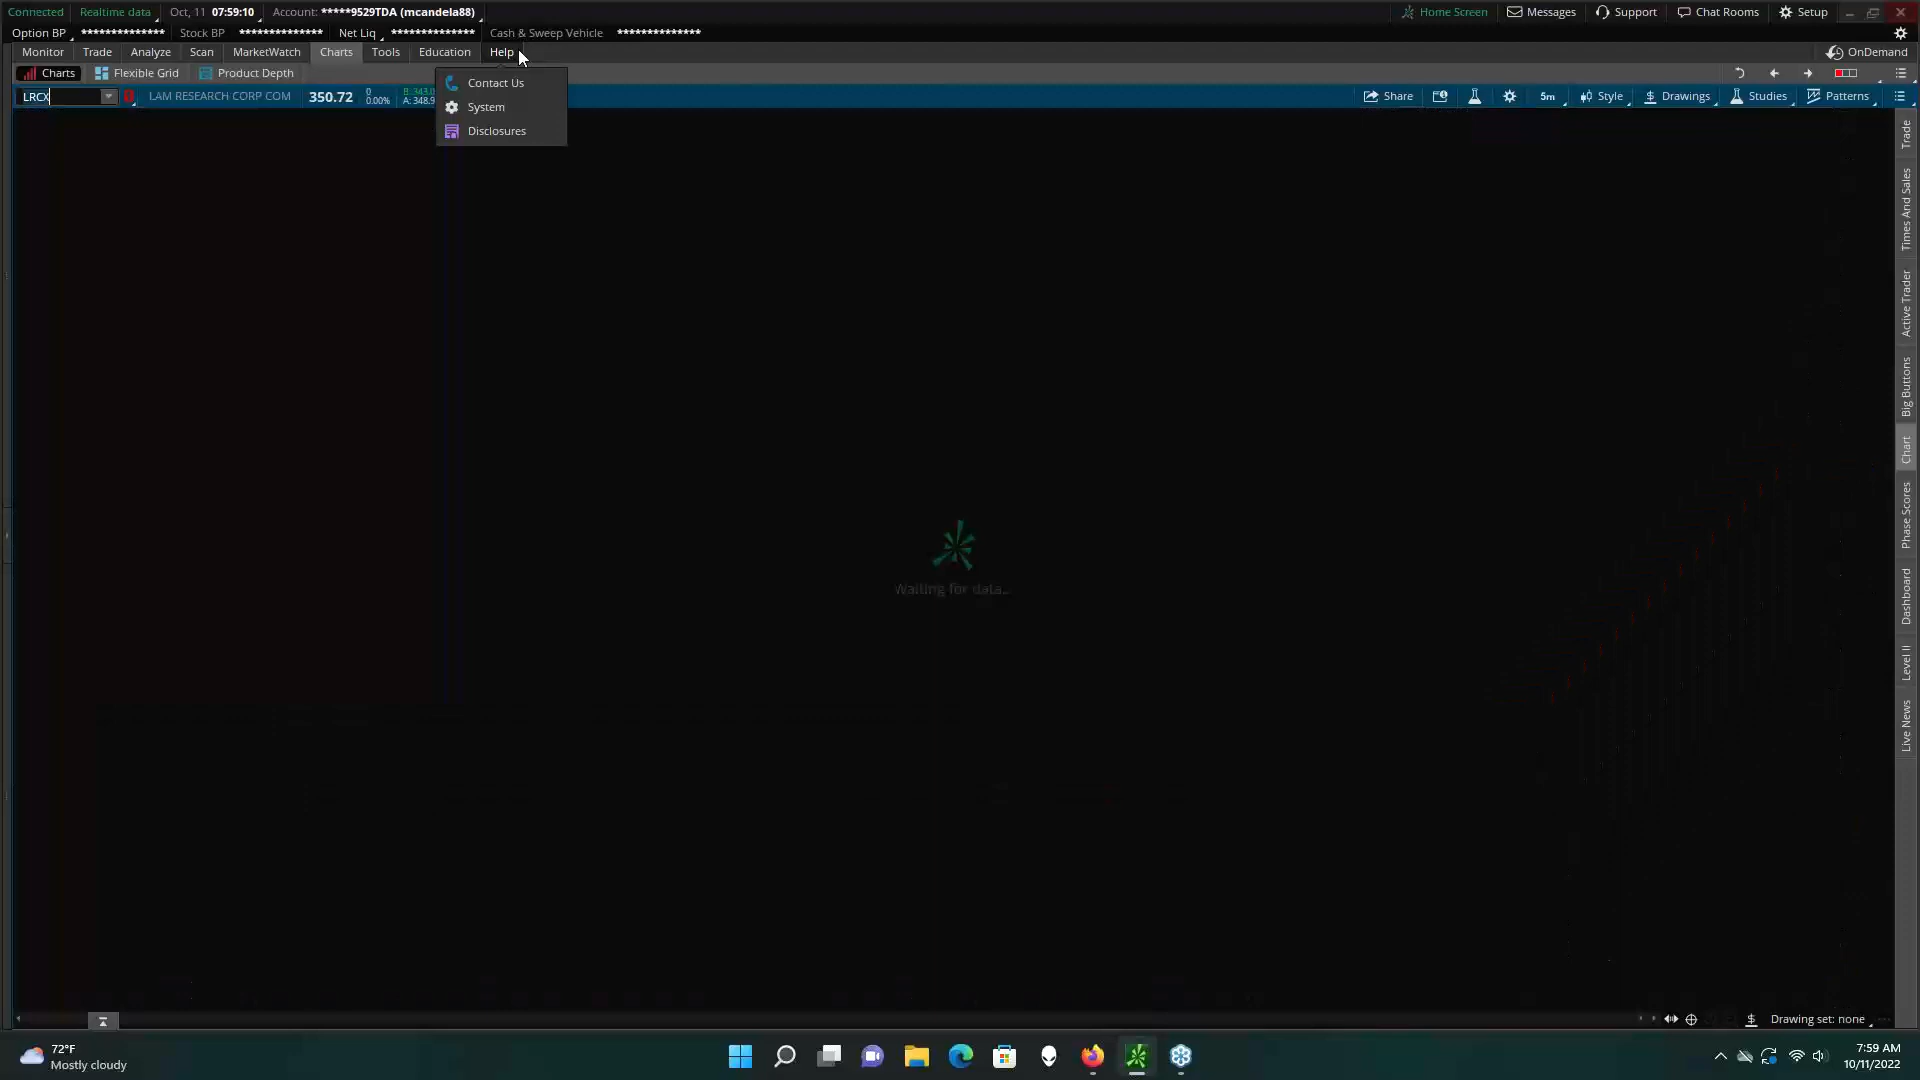 Connected Realtime data Oct, 11 07:59:10 Account: *****9529TDA (mcandela88) Home Screen Messages Support Chat Rooms Setup
Option BP ************** Stock BP ************** Net Liq ************** Cash & Sweep Vehicle **************
Monitor Trade Analyze Scan MarketWatch Charts Tools Education Help OnDemand
Charts Flexible Grid Product Depth
Contact Us
System
Disclosures
LRCX LAM RESEARCH CORP COM 350.72 0 0.00% Share 5m Style Drawings Studies Patterns
Trade
Times And Sales
Active Trader
Big Buttons
Chart
Phase Scores
Dashboard
Level II
Live News
Waiting for data...
Drawing set: none
72°F
Mostly cloudy
7:59 AM
10/11/2022